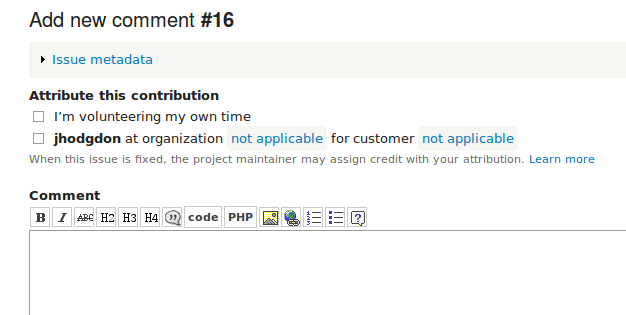 Add new comment #16
Issue metadata
Attribute this contribution
I’m volunteering my own time
jhodgdon at organization not applicable for customer not applicable
When this issue is fixed, the project maintainer may assign credit with your attribution. Learn more
Comment
B I ABC H2 H3 H4 code PHP ?